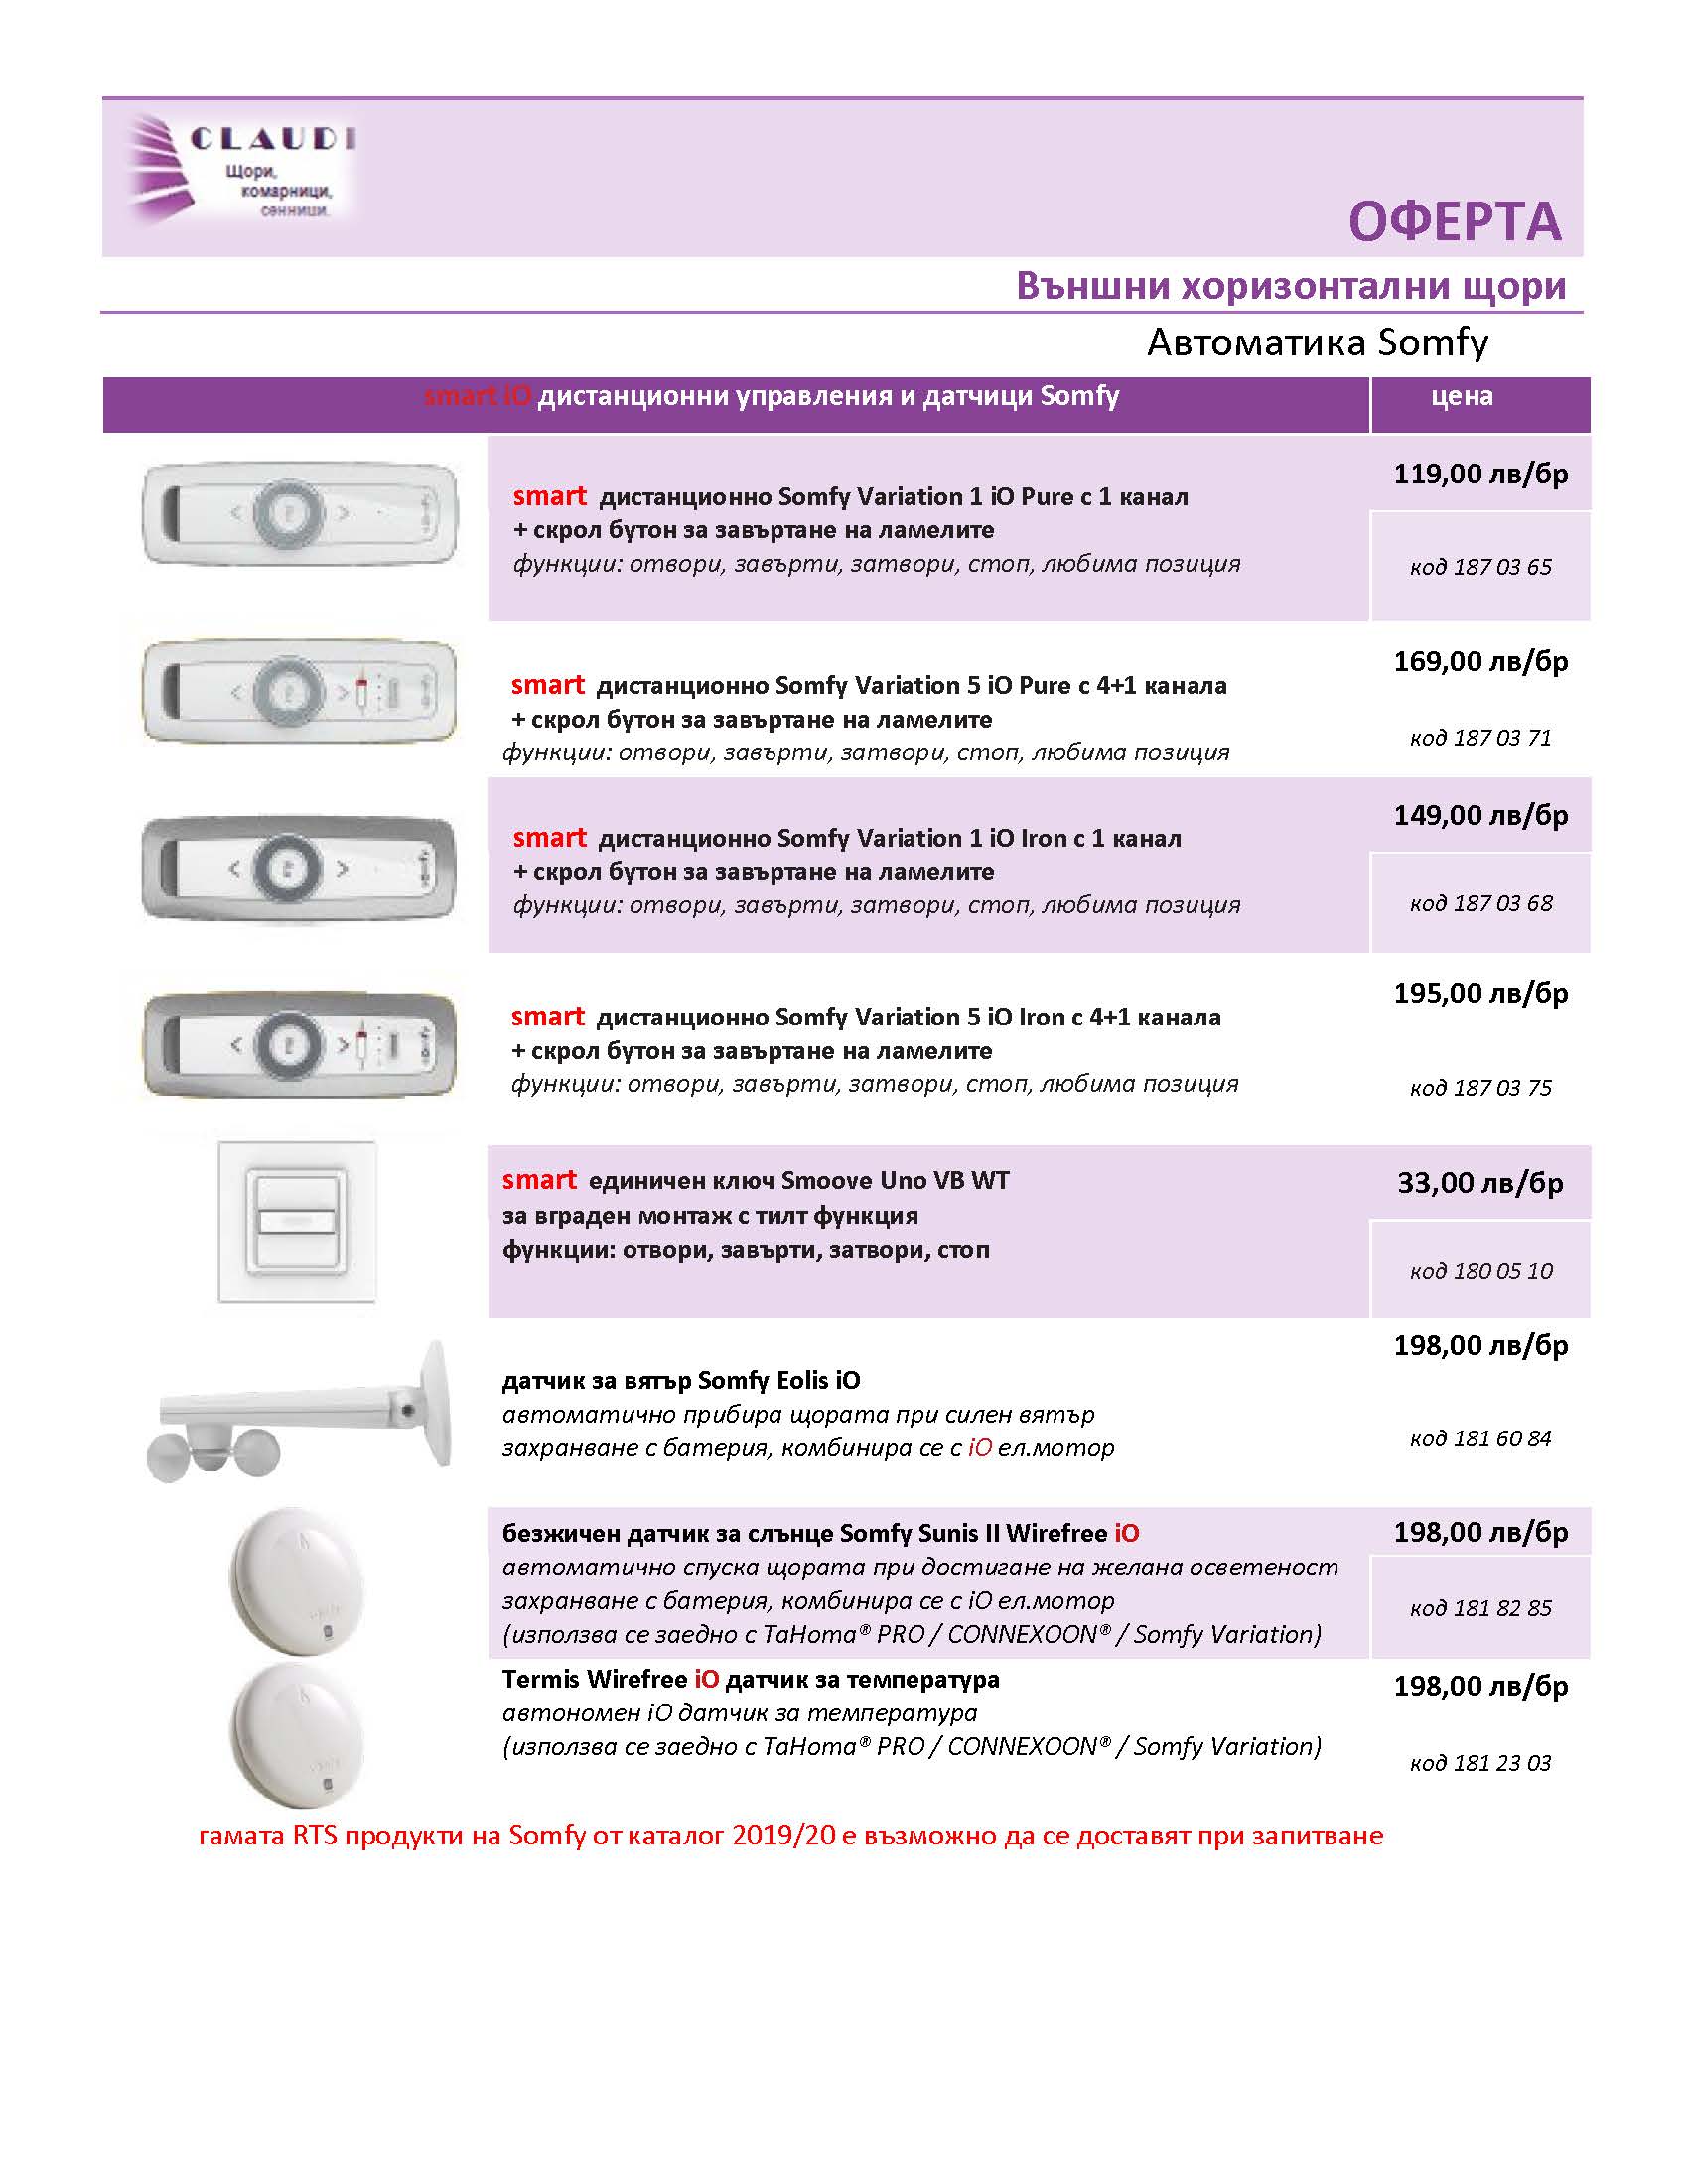 CLAUDI
Щори,
комарници,
сенници.
ОФЕРТА
Външни хоризонтални щори
Автоматика Somfy
smart iO дистанционни управления и датчици Somfy
цена
smart дистанционно Somfy Variation 1 iO Pure с 1 канал
+ скрол бутон за завъртане на ламелите
функции: отвори, завърти, затвори, стоп, любима позиция
119,00 лв/бр
код 187 03 65
smart дистанционно Somfy Variation 5 iO Pure с 4+1 канала
+ скрол бутон за завъртане на ламелите
функции: отвори, завърти, затвори, стоп, любима позиция
169,00 лв/бр
код 187 03 71
smart дистанционно Somfy Variation 1 iO Iron с 1 канал
+ скрол бутон за завъртане на ламелите
функции: отвори, завърти, затвори, стоп, любима позиция
149,00 лв/бр
код 187 03 68
smart дистанционно Somfy Variation 5 iO Iron с 4+1 канала
+ скрол бутон за завъртане на ламелите
функции: отвори, завърти, затвори, стоп, любима позиция
195,00 лв/бр
код 187 03 75
smart единичен ключ Smoove Uno VB WT
за вграден монтаж с тилт функция
функции: отвори, завърти, затвори, стоп
33,00 лв/бр
код 180 05 10
датчик за вятър Somfy Eolis iO
автоматично прибира щората при силен вятър
захранване с батерия, комбинира се с iO ел.мотор
198,00 лв/бр
код 181 60 84
безжичен датчик за слънце Somfy Sunis II Wirefree iO
автоматично спуска щората при достигане на желана осветеност
захранване с батерия, комбинира се с iO ел.мотор
(използва се заедно с TaHoma® PRO / CONNEXOON® / Somfy Variation)
198,00 лв/бр
код 181 82 85
Termis Wirefree iO датчик за температура
автономен iO датчик за температура
(използва се заедно с TaHoma® PRO / CONNEXOON® / Somfy Variation)
198,00 лв/бр
код 181 23 03
гамата RTS продукти на Somfy от каталог 2019/20 е възможно да се доставят при запитване